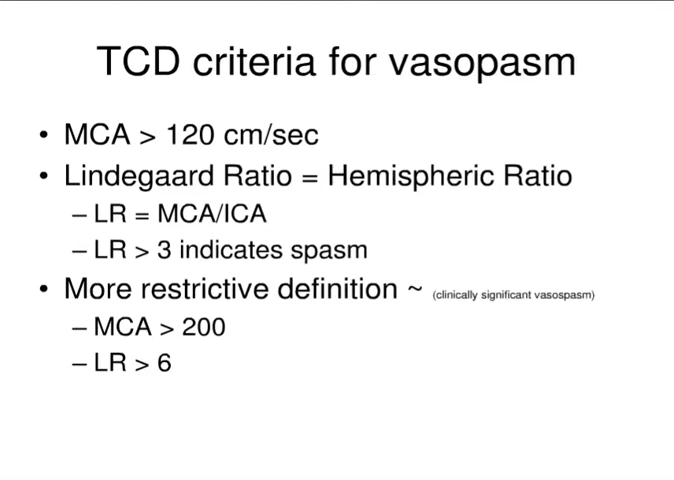 TCD criteria for vasopasm
• MCA > 120 cm/sec
• Lindegaard Ratio = Hemispheric Ratio
– LR = MCA/ICA
– LR > 3 indicates spasm
• More restrictive definition ~ (clinically significant vasospasm)
– MCA > 200
– LR > 6